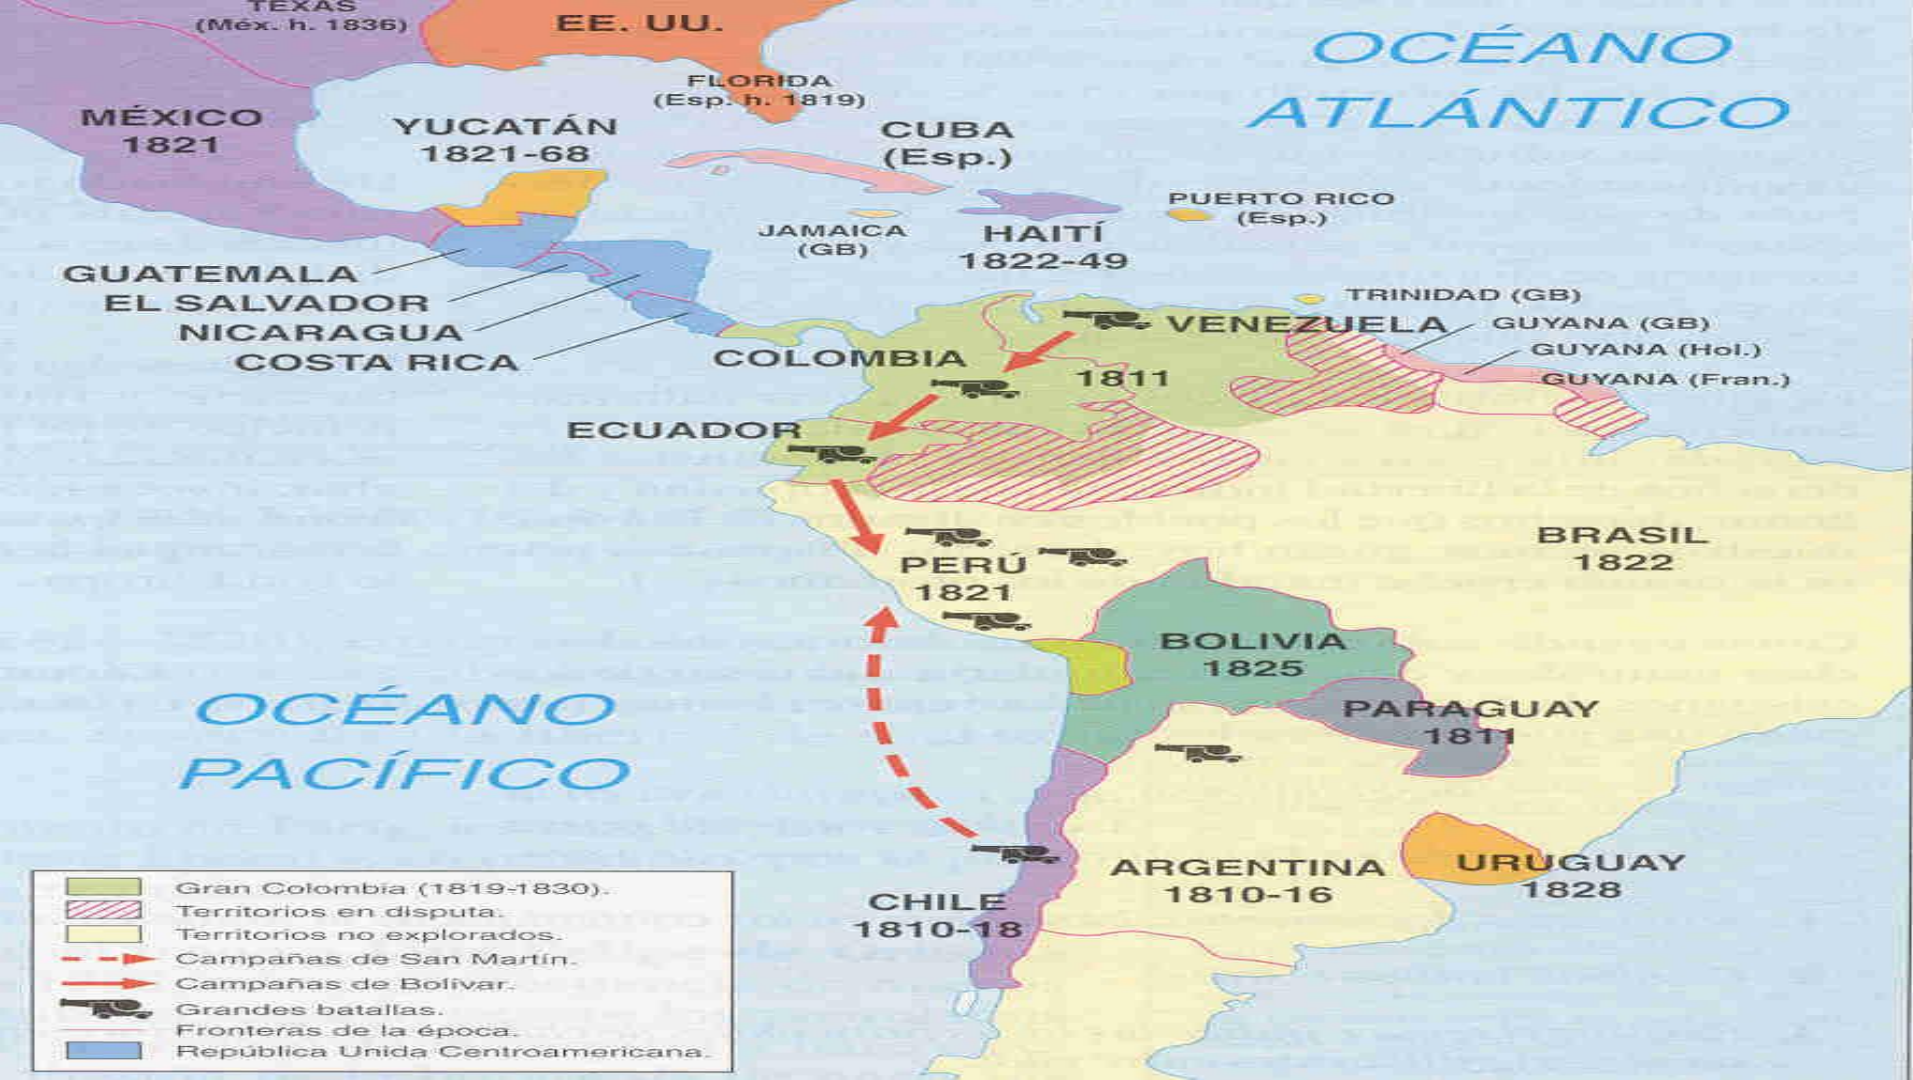 TEXAS
(Méx. h. 1836)
EE. UU.
OCÉANO
ATLÁNTICO
FLORIDA
(Esp. h. 1819)
MÉXICO
1821
YUCATÁN
1821-68
CUBA
(Esp.)
PUERTO RICO
(Esp.)
JAMAICA
(GB)
HAITÍ
1822-49
GUATEMALA
EL SALVADOR
NICARAGUA
COSTA RICA
TRINIDAD (GB)
VENEZUELA
1811
GUYANA (GB)
GUYANA (Hol.)
GUYANA (Fran.)
COLOMBIA
ECUADOR
BRASIL
1822
PERÚ
1821
BOLIVIA
1825
PARAGUAY
1811
OCÉANO
PACÍFICO
ARGENTINA
1810-16
URUGUAY
1828
CHILE
1810-18
Gran Colombia (1819-1830).
Territorios en disputa.
Territorios no explorados.
Campañas de San Martín.
Campañas de Bolívar.
Grandes batallas.
Fronteras de la época.
República Unida Centroamericana.